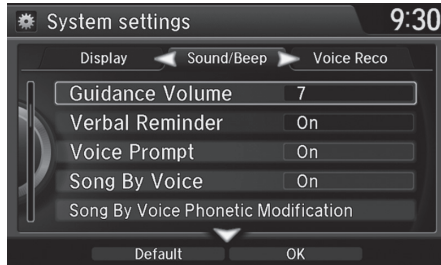 System settings 9:30
Display Sound/Beep Voice Reco
Guidance Volume 7
Verbal Reminder On
Voice Prompt On
Song By Voice On
Song By Voice Phonetic Modification
Default OK